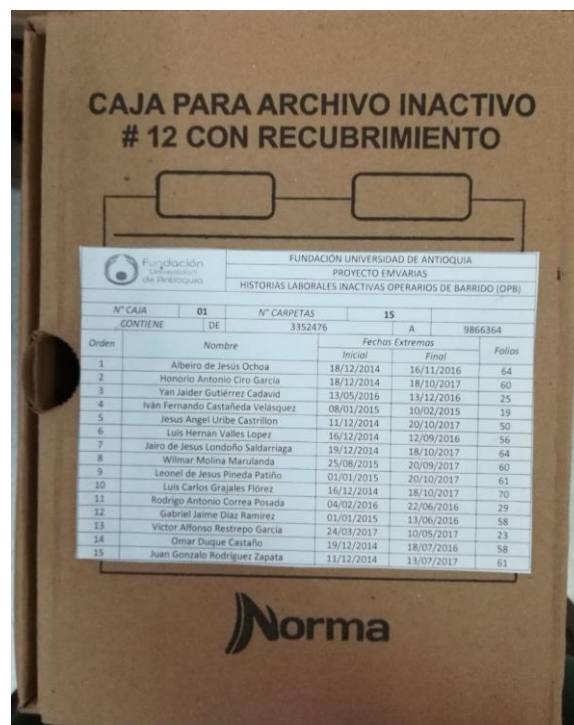 CAJA PARA ARCHIVO INACTIVO
# 12 CON RECUBRIMIENTO
Fundación
Universidad
de Antioquia
FUNDACIÓN UNIVERSIDAD DE ANTIOQUIA
PROYECTO EMVARIAS
HISTORIAS LABORALES INACTIVAS OPERARIOS DE BARRIDO (OPB)
N° CAJA 01 N° CARPETAS 15
CONTIENE DE 3352476 A 9866364
Orden Nombre Fechas Extremas Folios
Inicial Final
1 Albeiro de Jesús Ochoa 18/12/2014 16/11/2016 64
2 Honorio Antonio Ciro García 18/12/2014 18/10/2017 60
3 Yan Jaider Gutiérrez Cadavid 13/05/2016 13/12/2016 25
4 Iván Fernando Castañeda Velásquez 08/01/2015 10/02/2015 19
5 Jesus Angel Uribe Castrillon 11/12/2014 20/10/2017 50
6 Luis Hernan Valles Lopez 16/12/2014 12/09/2016 56
7 Jairo de Jesus Londoño Saldarriaga 19/12/2014 18/10/2017 64
8 Wilmar Molina Marulanda 25/08/2015 20/09/2017 60
9 Leonel de Jesus Pineda Patiño 01/01/2015 20/10/2017 61
10 Luis Carlos Grajales Flórez 16/12/2014 18/10/2017 70
11 Rodrigo Antonio Correa Posada 04/02/2016 22/06/2016 29
12 Gabriel Jaime Diaz Ramirez 01/01/2015 13/06/2016 58
13 Victor Alfonso Restrepo García 24/03/2017 10/05/2017 23
14 Omar Duque Castaño 19/12/2014 18/07/2016 58
15 Juan Gonzalo Rodríguez Zapata 11/12/2014 13/07/2017 61
Norma